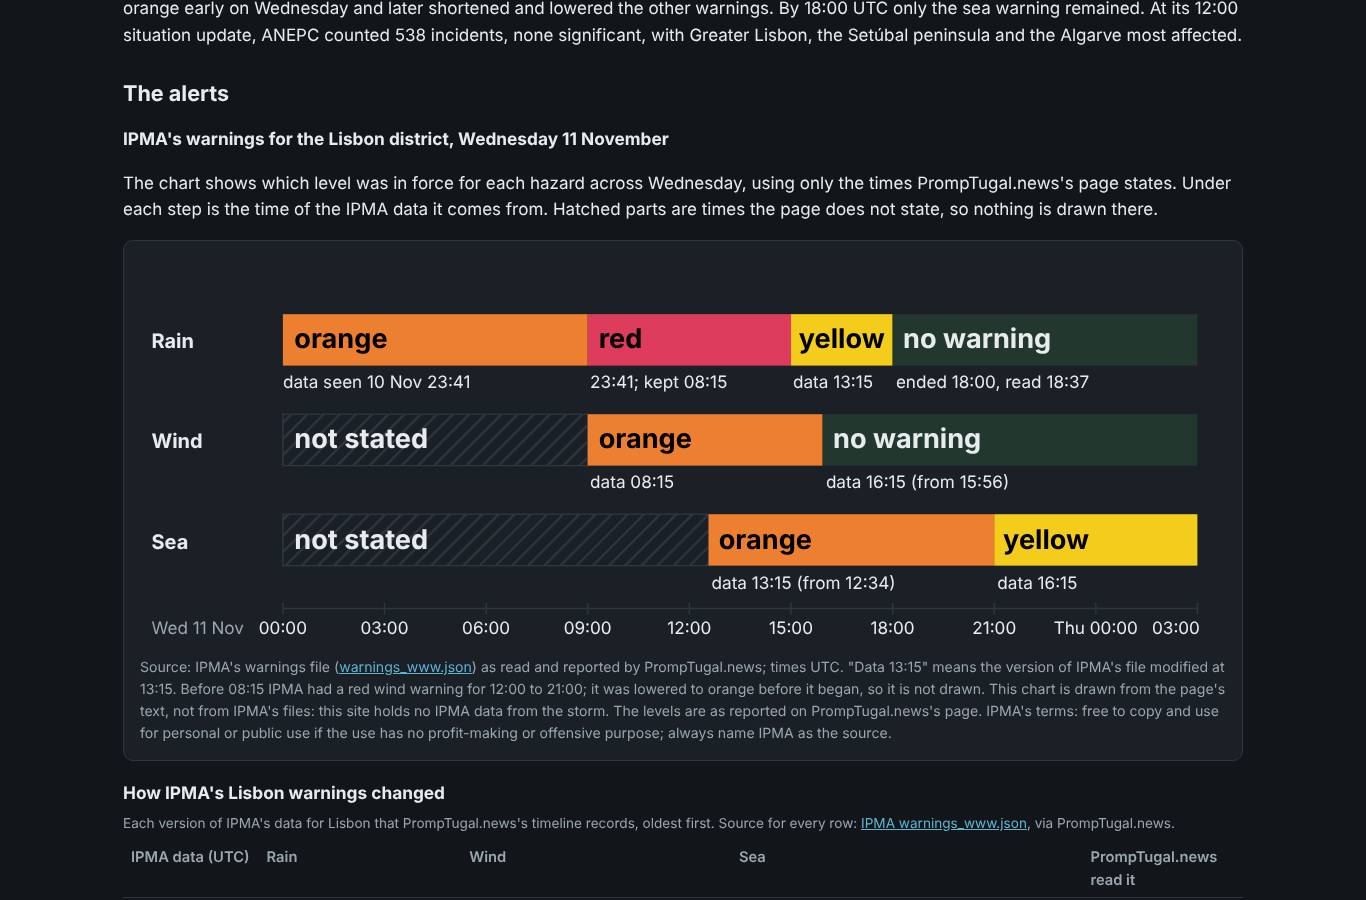 orange early on Wednesday and later shortened and lowered the other warnings. By 18:00 UTC only the sea warning remained. At its 12:00
situation update, ANEPC counted 538 incidents, none significant, with Greater Lisbon, the Setúbal peninsula and the Algarve most affected.
The alerts
IPMA's warnings for the Lisbon district, Wednesday 11 November
The chart shows which level was in force for each hazard across Wednesday, using only the times PrompTugal.news's page states. Under
each step is the time of the IPMA data it comes from. Hatched parts are times the page does not state, so nothing is drawn there.
Rain orange red yellow no warning
data seen 10 Nov 23:41 23:41; kept 08:15 data 13:15 ended 18:00, read 18:37
Wind not stated orange no warning
data 08:15 data 16:15 (from 15:56)
Sea not stated orange yellow
data 13:15 (from 12:34) data 16:15
Wed 11 Nov 00:00 03:00 06:00 09:00 12:00 15:00 18:00 21:00 Thu 00:00 03:00
Source: IPMA's warnings file (warnings_www.json) as read and reported by PrompTugal.news; times UTC. "Data 13:15" means the version of IPMA's file modified at
13:15. Before 08:15 IPMA had a red wind warning for 12:00 to 21:00; it was lowered to orange before it began, so it is not drawn. This chart is drawn from the page's
text, not from IPMA's files: this site holds no IPMA data from the storm. The levels are as reported on PrompTugal.news's page. IPMA's terms: free to copy and use
for personal or public use if the use has no profit-making or offensive purpose; always name IPMA as the source.
How IPMA's Lisbon warnings changed
Each version of IPMA's data for Lisbon that PrompTugal.news's timeline records, oldest first. Source for every row: IPMA warnings_www.json, via PrompTugal.news.
IPMA data (UTC) Rain Wind Sea PrompTugal.news
read it